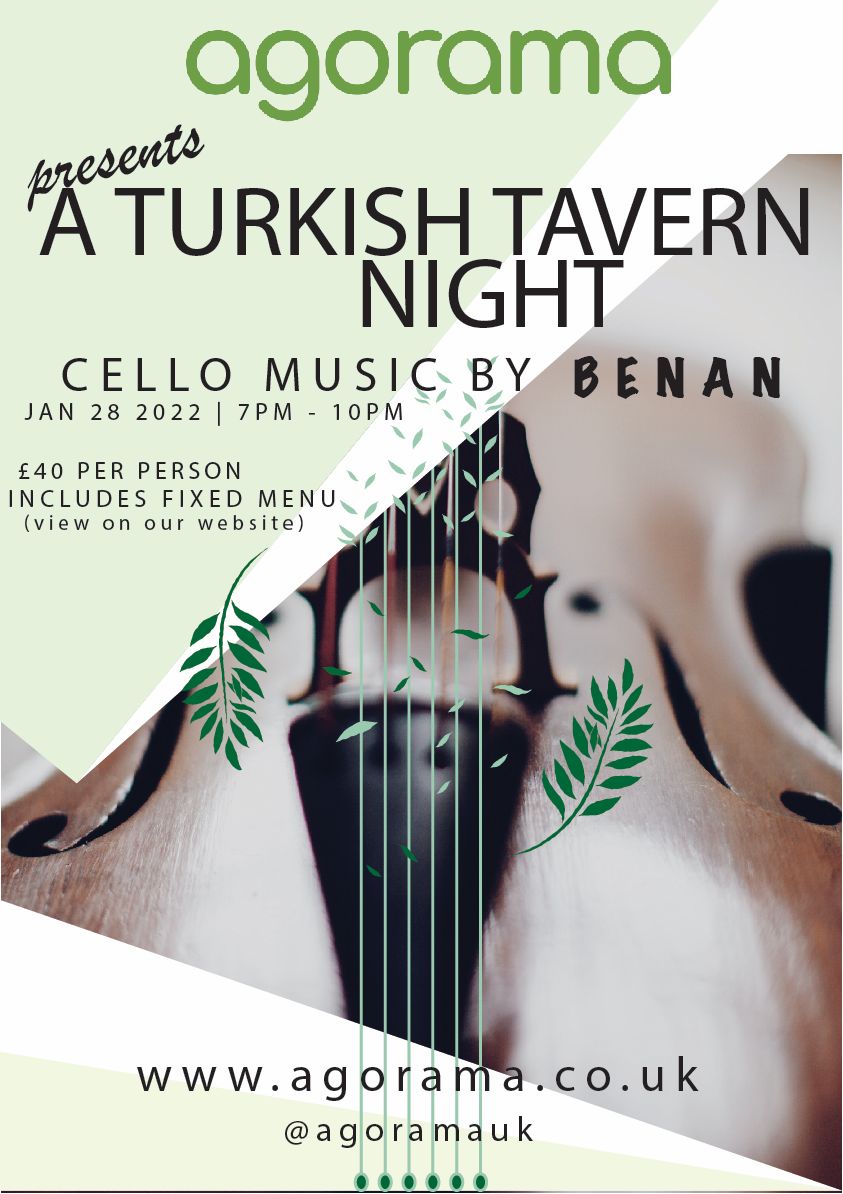 agorama
presents
A TURKISH TAVERN
NIGHT
CELLO MUSIC BY BENAN
JAN 28 2022 | 7PM - 10PM
£40 PER PERSON
INCLUDES FIXED MENU
(view on our website)
www.agorama.co.uk
@agoramauk